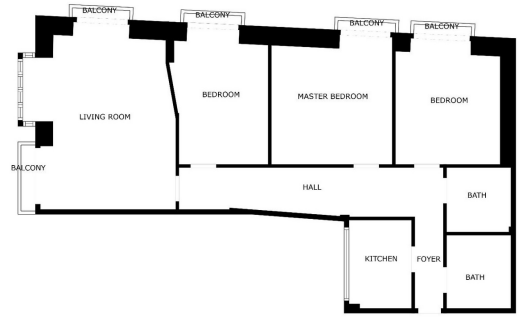 BALCONY
BALCONY
BALCONY
BALCONY
BEDROOM
MASTER BEDROOM
BEDROOM
LIVING ROOM
BALCONY
HALL
BATH
KITCHEN
FOYER
BATH